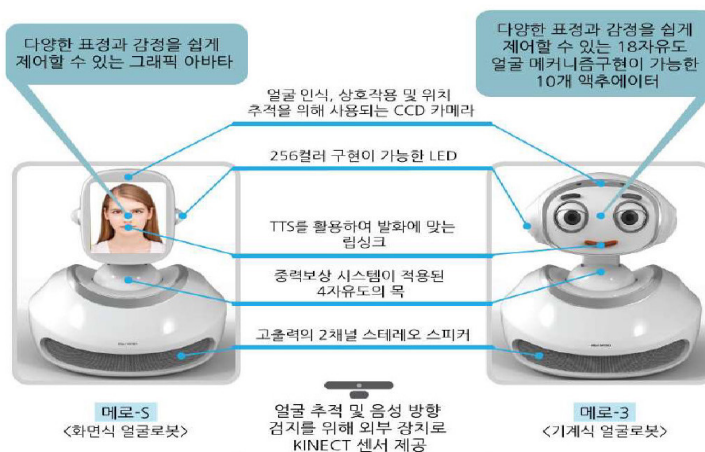 다양한 표정과 감정을 쉽게
제어할 수 있는 그래픽 아바타
다양한 표정과 감정을 쉽게
제어할 수 있는 18자유도
얼굴 메커니즘구현이 가능한
10개 액추에이터
얼굴 인식, 상호작용 및 위치
추적을 위해 사용되는 CCD 카메라
256컬러 구현이 가능한 LED
TTS를 활용하여 발화에 맞는
립싱크
중력보상 시스템이 적용된
4자유도의 목
고출력의 2채널 스테레오 스피커
메로-S
<화면식 얼굴로봇>
얼굴 추적 및 음성 방향
검지를 위해 외부 장치로
KINECT 센서 제공
메로-3
<기계식 얼굴로봇>